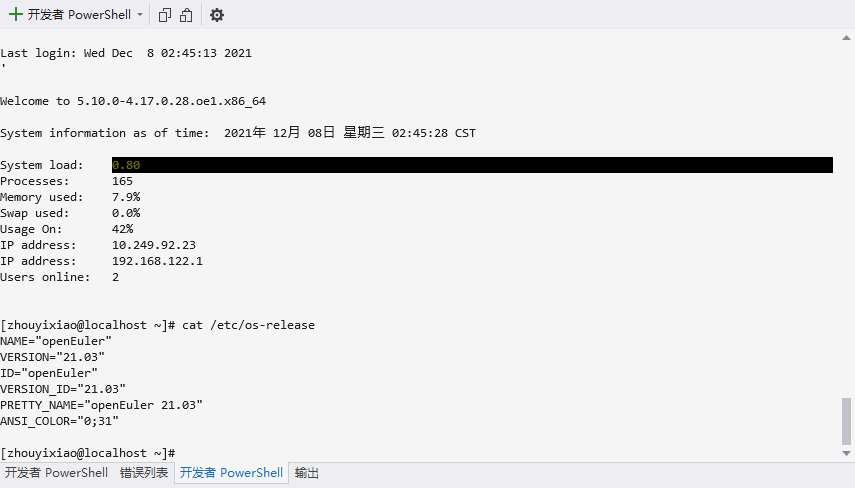 开发者 PowerShell
Last login: Wed Dec  8 02:45:13 2021
'
Welcome to 5.10.0-4.17.0.28.oe1.x86_64
System information as of time:  2021年 12月 08日 星期三 02:45:28 CST
System load:    0.80
Processes:      165
Memory used:    7.9%
Swap used:      0.0%
Usage On:       42%
IP address:     10.249.92.23
IP address:     192.168.122.1
Users online:   2
[zhouyixiao@localhost ~]# cat /etc/os-release
NAME="openEuler"
VERSION="21.03"
ID="openEuler"
VERSION_ID="21.03"
PRETTY_NAME="openEuler 21.03"
ANSI_COLOR="0;31"
[zhouyixiao@localhost ~]#
开发者 PowerShell 错误列表 开发者 PowerShell 输出